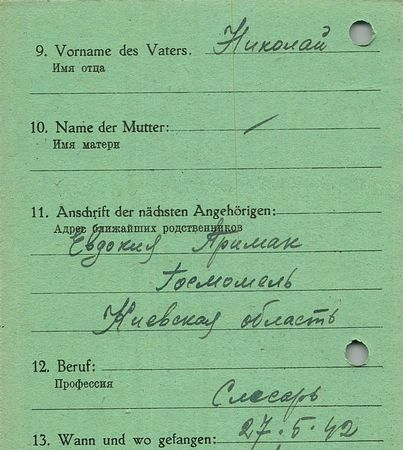 9. Vorname des Vaters. Николай
Имя отца
10. Name der Mutter: —
Имя матери
11. Anschrift der nächsten Angehörigen:
Адрес ближайших родственников
Евдокия Примак
Госмомель
Киевская область
12. Beruf:
Профессия
Слесарь
13. Wann und wo gefangen: 27.5.42